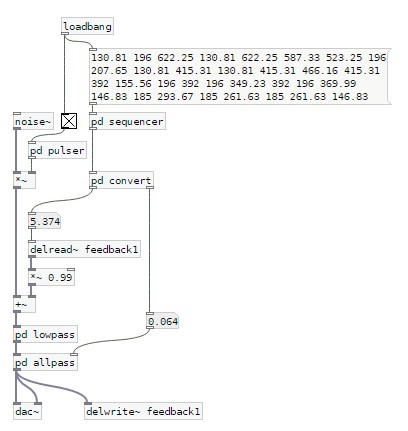 loadbang
130.81 196 622.25 130.81 622.25 587.33 523.25 196
207.65 130.81 415.31 130.81 415.31 466.16 415.31
392 155.56 196 392 196 349.23 392 196 369.99
146.83 185 293.67 185 261.63 185 261.63 146.83
noise~
pd sequencer
pd pulser
*~
pd convert
5.374
delread~ feedback1
*~ 0.99
+~
0.064
pd lowpass
pd allpass
dac~
delwrite~ feedback1